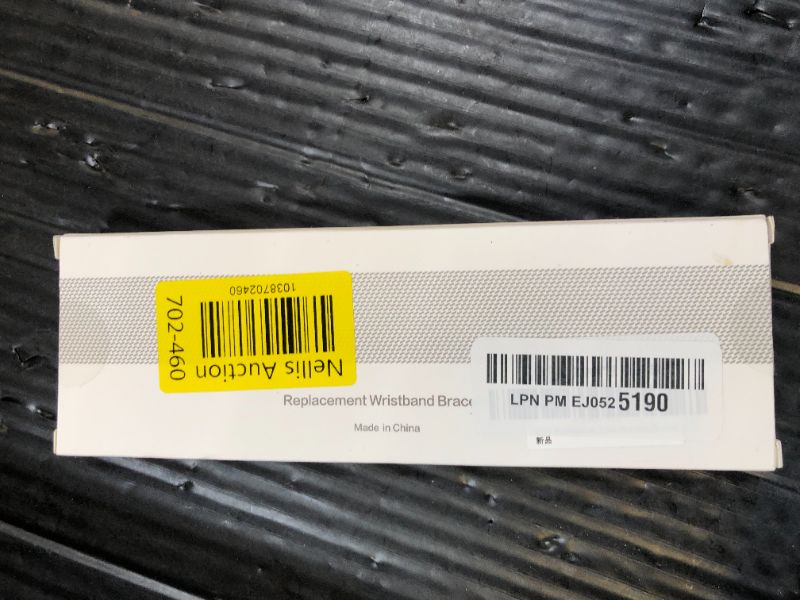 1038702460
702-460
Nellis Auction
Replacement Wristband Brace
Made in China
LPN PM EJ0525190
新品